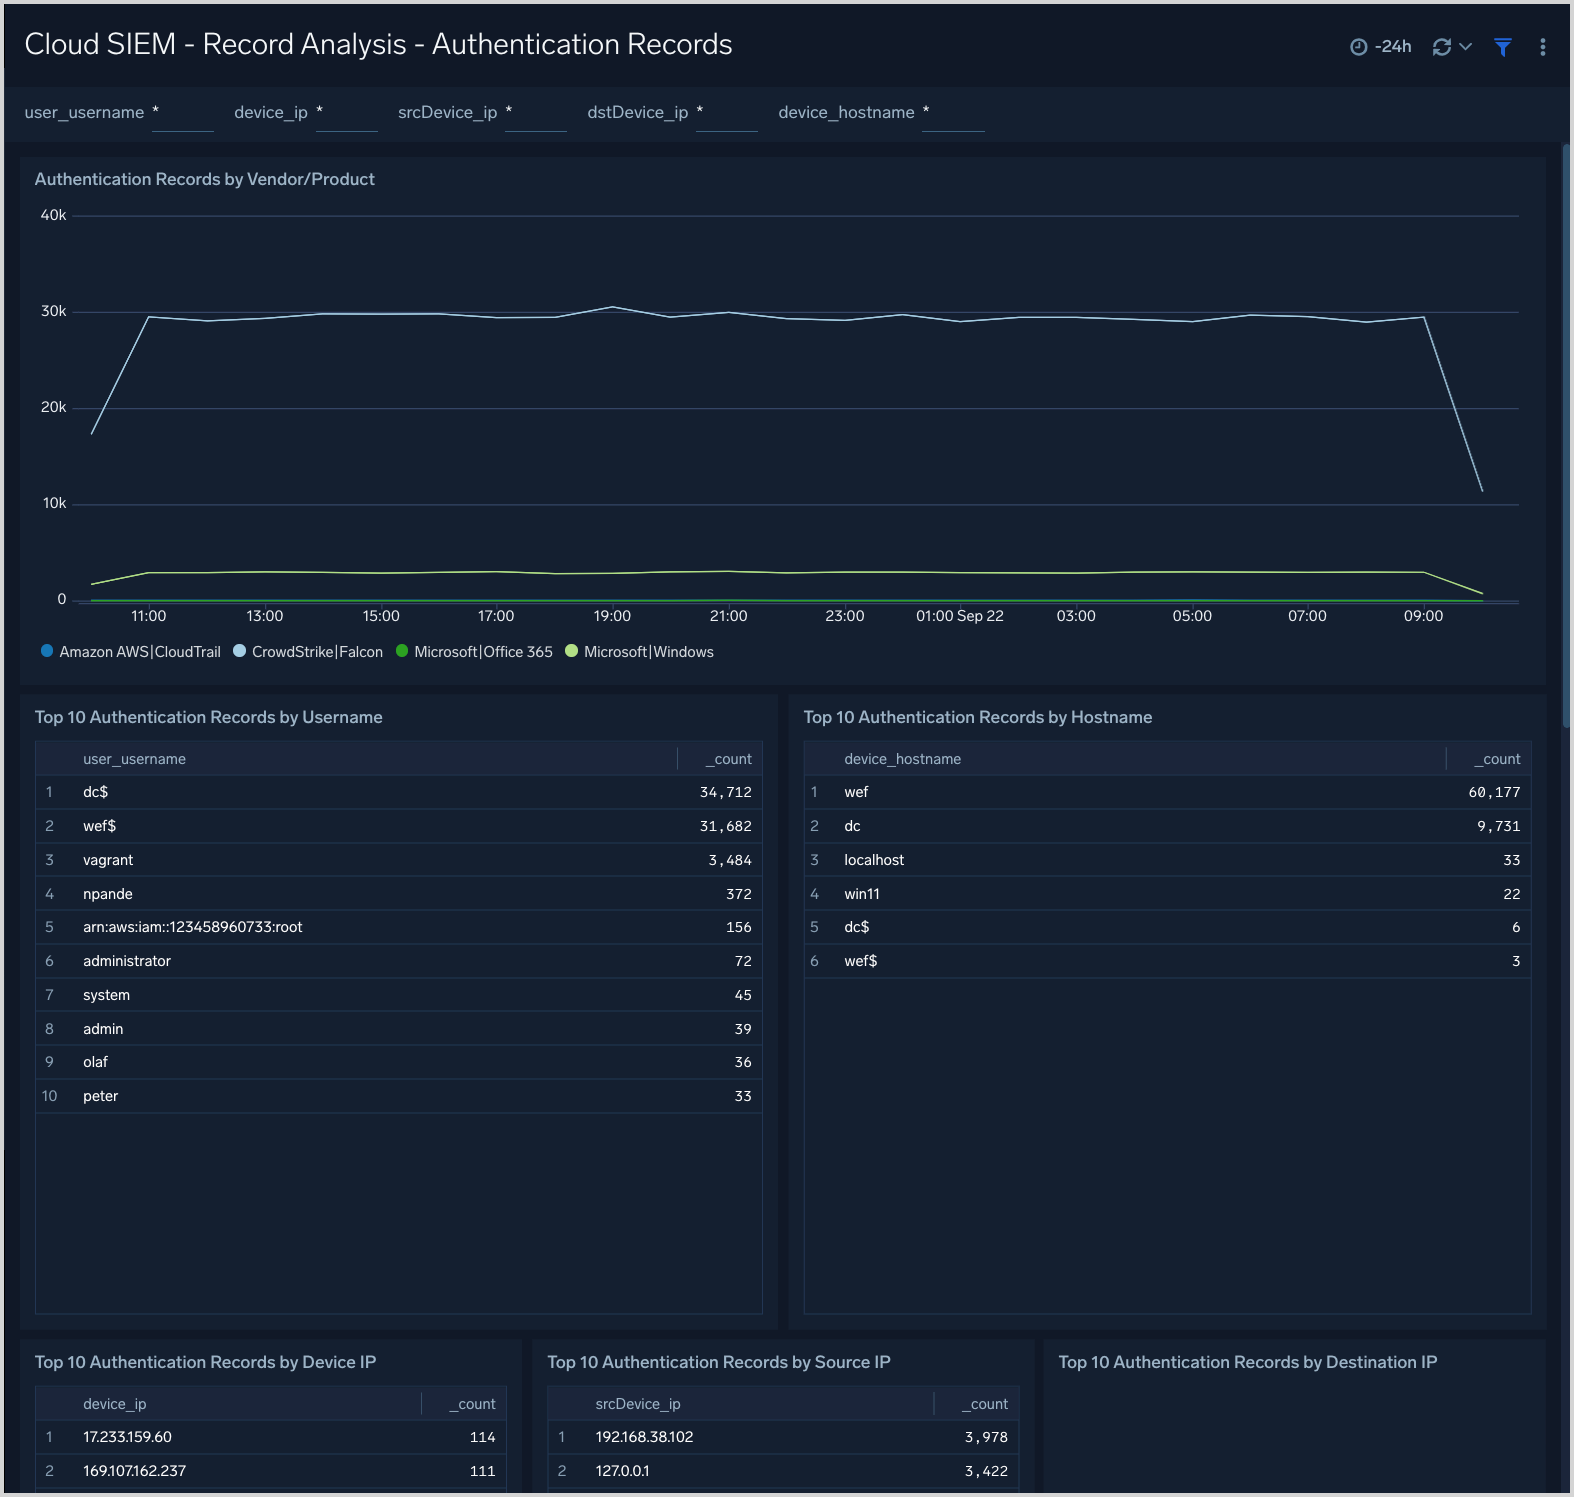 Cloud SIEM - Record Analysis - Authentication Records
-24h
user_username * device_ip * srcDevice_ip * dstDevice_ip * device_hostname *
Authentication Records by Vendor/Product
40k
30k
20k
10k
0
11:00 13:00 15:00 17:00 19:00 21:00 23:00 01:00 Sep 22 03:00 05:00 07:00 09:00
Amazon AWS|CloudTrail CrowdStrike|Falcon Microsoft|Office 365 Microsoft|Windows
Top 10 Authentication Records by Username
user_username _count
1 dc$ 34,712
2 wef$ 31,682
3 vagrant 3,484
4 npande 372
5 arn:aws:iam::123458960733:root 156
6 administrator 72
7 system 45
8 admin 39
9 olaf 36
10 peter 33
Top 10 Authentication Records by Hostname
device_hostname _count
1 wef 60,177
2 dc 9,731
3 localhost 33
4 win11 22
5 dc$ 6
6 wef$ 3
Top 10 Authentication Records by Device IP
device_ip _count
1 17.233.159.60 114
2 169.107.162.237 111
Top 10 Authentication Records by Source IP
srcDevice_ip _count
1 192.168.38.102 3,978
2 127.0.0.1 3,422
Top 10 Authentication Records by Destination IP